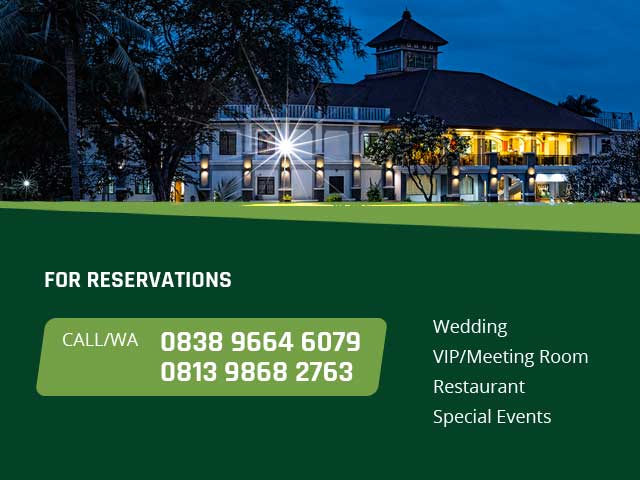 FOR RESERVATIONS
CALL/WA 0838 9664 6079
0813 9868 2763
Wedding
VIP/Meeting Room
Restaurant
Special Events